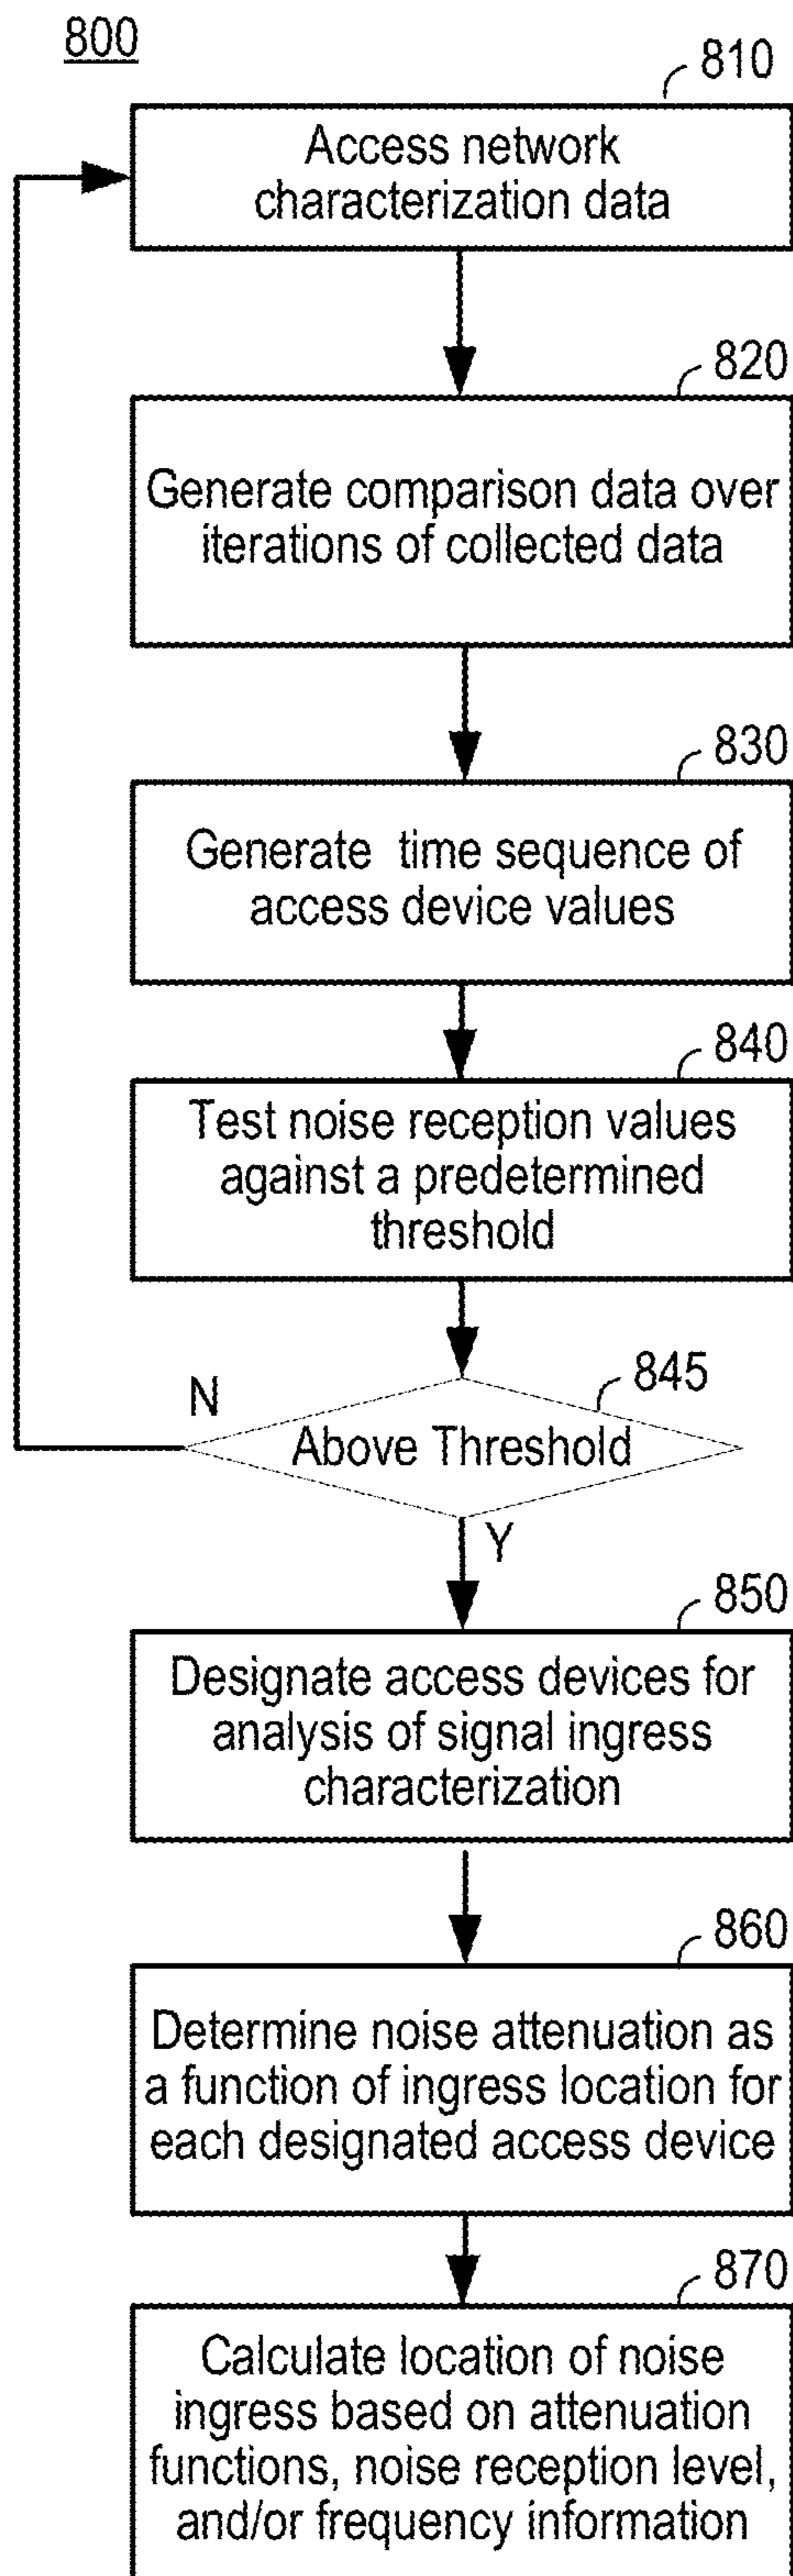 800
810
Access network
characterization data
820
Generate comparison data over
iterations of collected data
830
Generate time sequence of
access device values
840
Test noise reception values
against a predetermined
threshold
845
N
Above Threshold
Y
850
Designate access devices for
analysis of signal ingress
characterization
860
Determine noise attenuation as
a function of ingress location for
each designated access device
870
Calculate location of noise
ingress based on attenuation
functions, noise reception level,
and/or frequency information